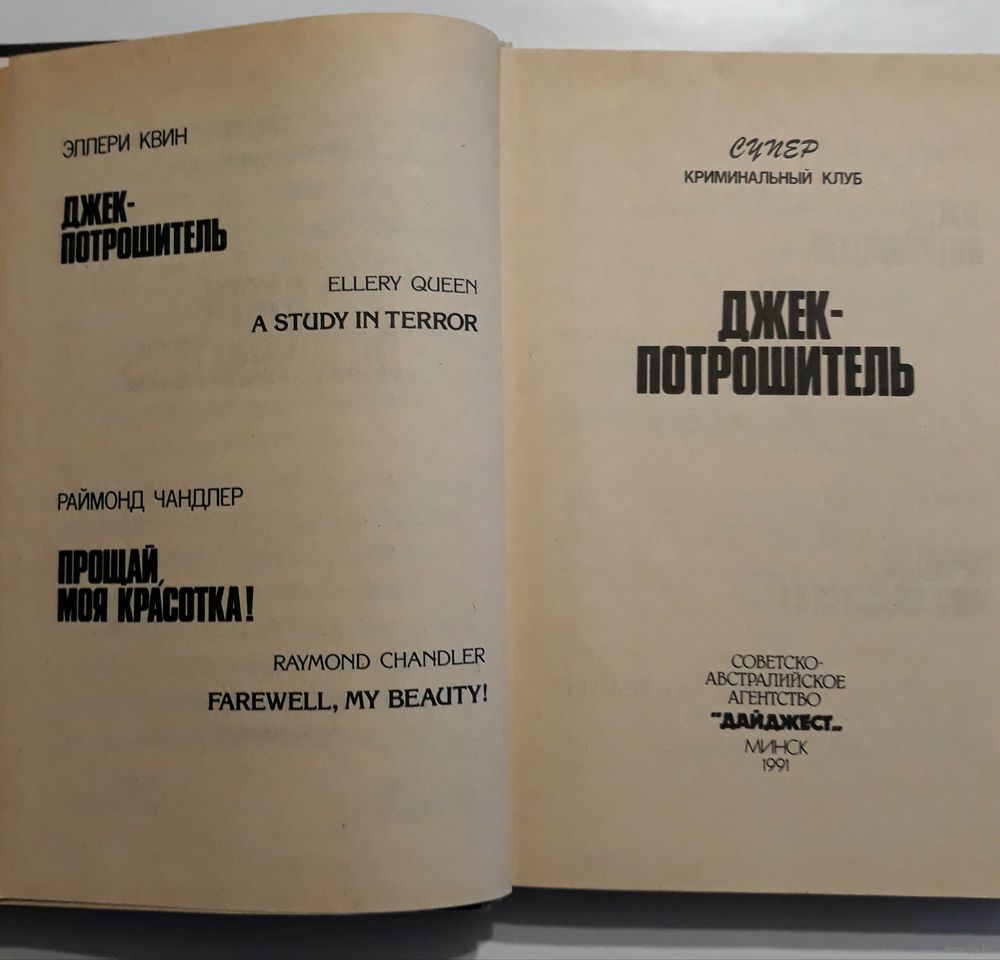 ЭЛЛЕРИ КВИН
ДЖЕК-
ПОТРОШИТЕЛЬ
ELLERY QUEEN
A STUDY IN TERROR
РАЙМОНД ЧАНДЛЕР
ПРОЩАЙ,
МОЯ КРАСОТКА!
RAYMOND CHANDLER
FAREWELL, MY BEAUTY!
СУПЕР
КРИМИНАЛЬНЫЙ КЛУБ
ДЖЕК-
ПОТРОШИТЕЛЬ
СОВЕТСКО-
АВСТРАЛИЙСКОЕ
АГЕНТСТВО
"ДАЙДЖЕСТ„
МИНСК
1991